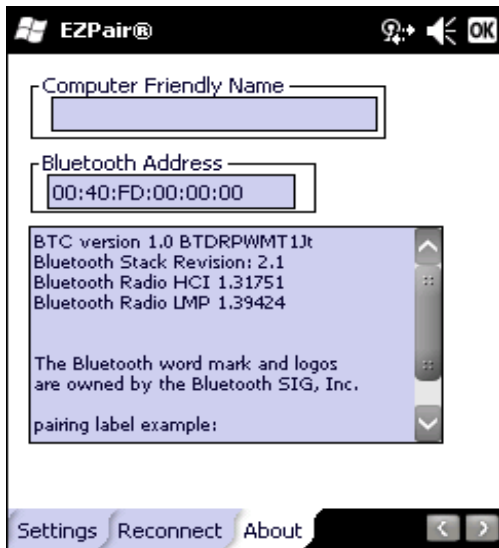 EZPair®
OK
Computer Friendly Name
Bluetooth Address
00:40:FD:00:00:00
BTC version 1.0 BTDRPWMT1Jt
Bluetooth Stack Revision: 2.1
Bluetooth Radio HCI 1.31751
Bluetooth Radio LMP 1.39424
The Bluetooth word mark and logos
are owned by the Bluetooth SIG, Inc.
pairing label example:
Settings Reconnect About